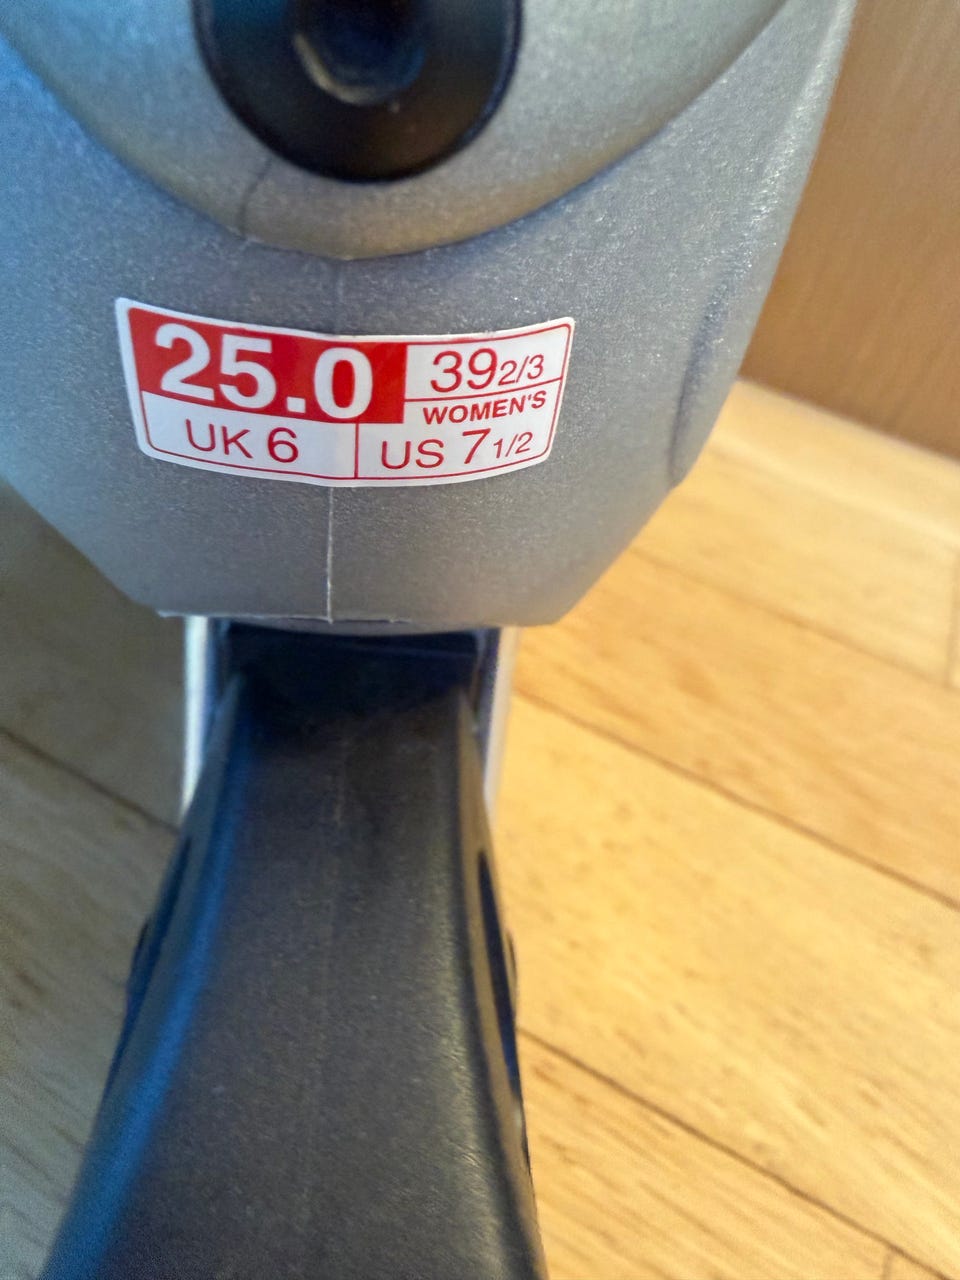 25.0
39 2/3
WOMEN'S
UK 6
US 7 1/2